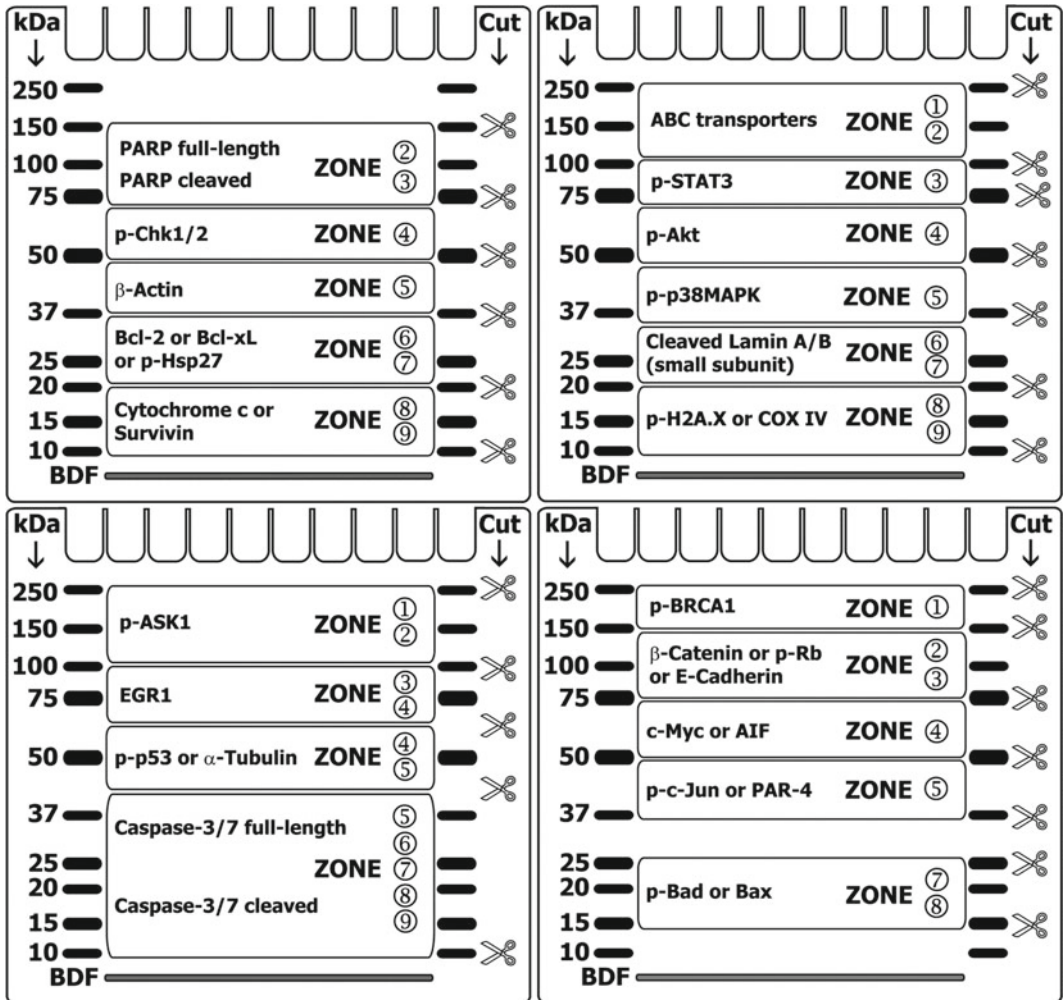 kDa Cut
250
150
100
75
50
37
25
20
15
10
BDF
PARP full-length
PARP cleaved
ZONE ② ③
p-Chk1/2 ZONE ④
β-Actin ZONE ⑤
Bcl-2 or Bcl-xL
or p-Hsp27
ZONE ⑥ ⑦
Cytochrome c or
Survivin
ZONE ⑧ ⑨
kDa Cut
250
150
100
75
50
37
25
20
15
10
BDF
ABC transporters ZONE ① ②
p-STAT3 ZONE ③
p-Akt ZONE ④
p-p38MAPK ZONE ⑤
Cleaved Lamin A/B
(small subunit)
ZONE ⑥ ⑦
p-H2A.X or COX IV ZONE ⑧ ⑨
kDa Cut
250
150
100
75
50
37
25
20
15
10
BDF
p-ASK1 ZONE ① ②
EGR1 ZONE ③ ④
p-p53 or α-Tubulin ZONE ④ ⑤
Caspase-3/7 full-length
ZONE ⑤ ⑥ ⑦ ⑧ ⑨
Caspase-3/7 cleaved
kDa Cut
250
150
100
75
50
37
25
20
15
10
BDF
p-BRCA1 ZONE ①
β-Catenin or p-Rb
or E-Cadherin
ZONE ② ③
c-Myc or AIF ZONE ④
p-c-Jun or PAR-4 ZONE ⑤
p-Bad or Bax ZONE ⑦ ⑧